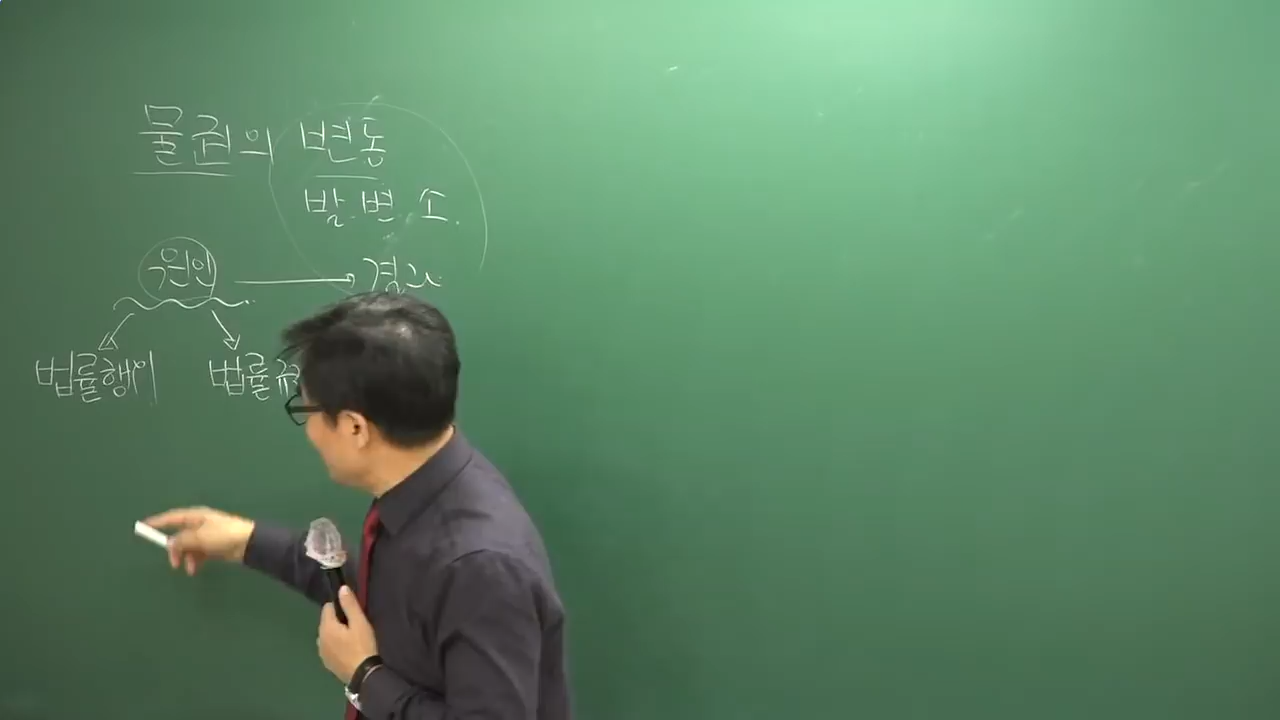 물권의 변동
발. 변. 소.
원인 → 결과
법률행위 법률